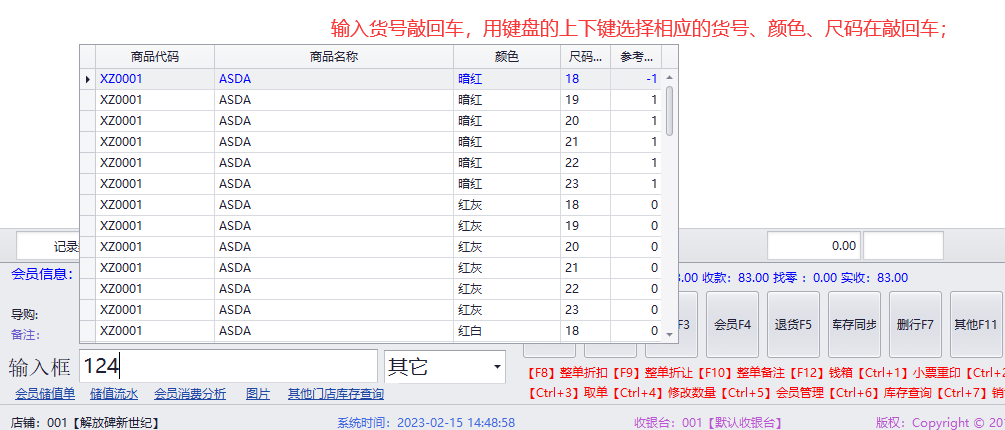 输入货号敲回车，用键盘的上下键选择相应的货号、颜色、尺码在敲回车；
商品代码 商品名称 颜色 尺码... 参考...
XZ0001 ASDA 暗红 18 -1
XZ0001 ASDA 暗红 19 1
XZ0001 ASDA 暗红 20 1
XZ0001 ASDA 暗红 21 1
XZ0001 ASDA 暗红 22 1
XZ0001 ASDA 暗红 23 1
XZ0001 ASDA 红灰 18 0
XZ0001 ASDA 红灰 19 0
XZ0001 ASDA 红灰 20 0
XZ0001 ASDA 红灰 21 0
XZ0001 ASDA 红灰 22 0
XZ0001 ASDA 红灰 23 0
XZ0001 ASDA 红白 18 0
记录 0.00
会员信息： 3.00 收款：83.00 找零 ：0.00 实收：83.00
导购:
备注:
F3 会员F4 退货F5 库存同步 删行F7 其他F11
输入框 124 其它
【F8】整单折扣【F9】整单折让【F10】整单备注【F12】钱箱【Ctrl+1】小票重印【Ctrl+2
【Ctrl+3】取单【Ctrl+4】修改数量【Ctrl+5】会员管理【Ctrl+6】库存查询【Ctrl+7】销
会员储值单 储值流水 会员消费分析 图片 其他门店库存查询
店铺：001【解放碑新世纪】 系统时间：2023-02-15 14:48:58 收银台：001【默认收银台】 版权：Copyright © 20